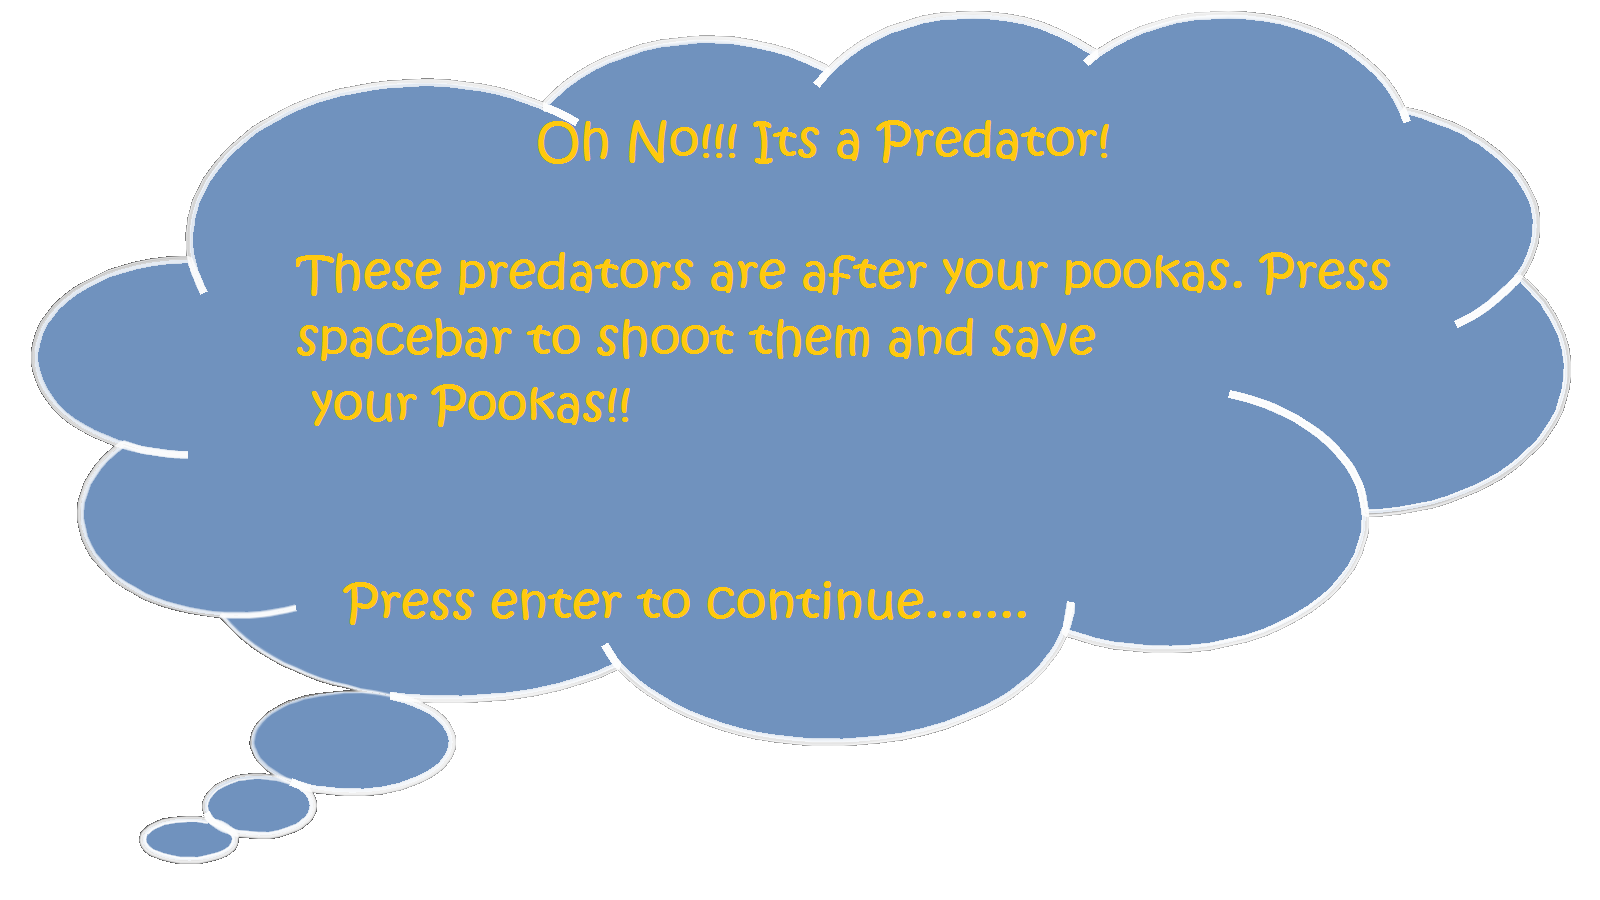 Oh No!!! Its a Predator!
These predators are after your pookas. Press
spacebar to shoot them and save
your Pookas!!
Press enter to continue.......